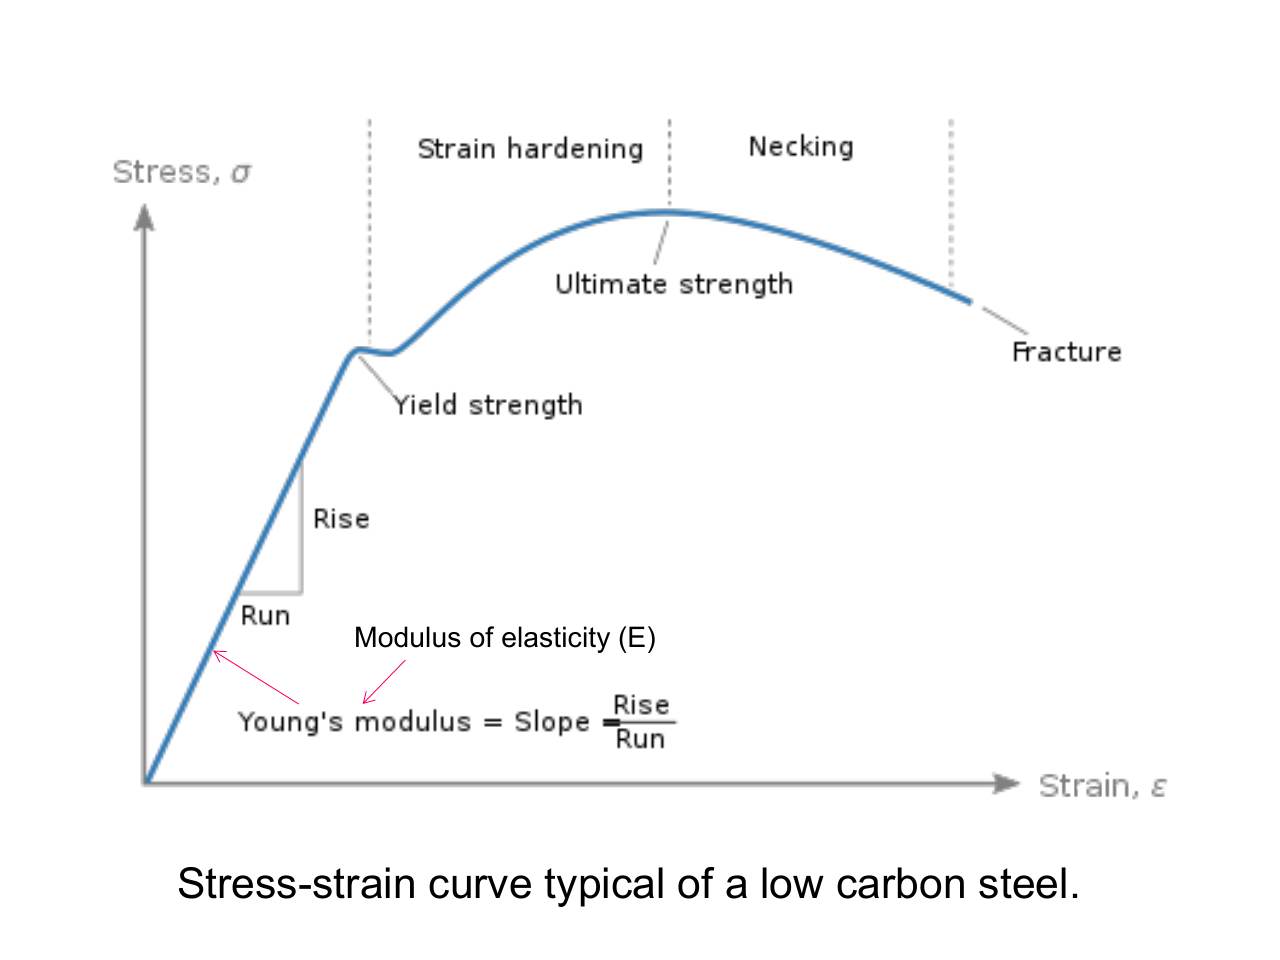 Strain hardening
Necking
Stress, σ
Ultimate strength
Fracture
Yield strength
Rise
Run
Modulus of elasticity (E)
Young's modulus = Slope = Rise
Run
Strain, ε
Stress-strain curve typical of a low carbon steel.